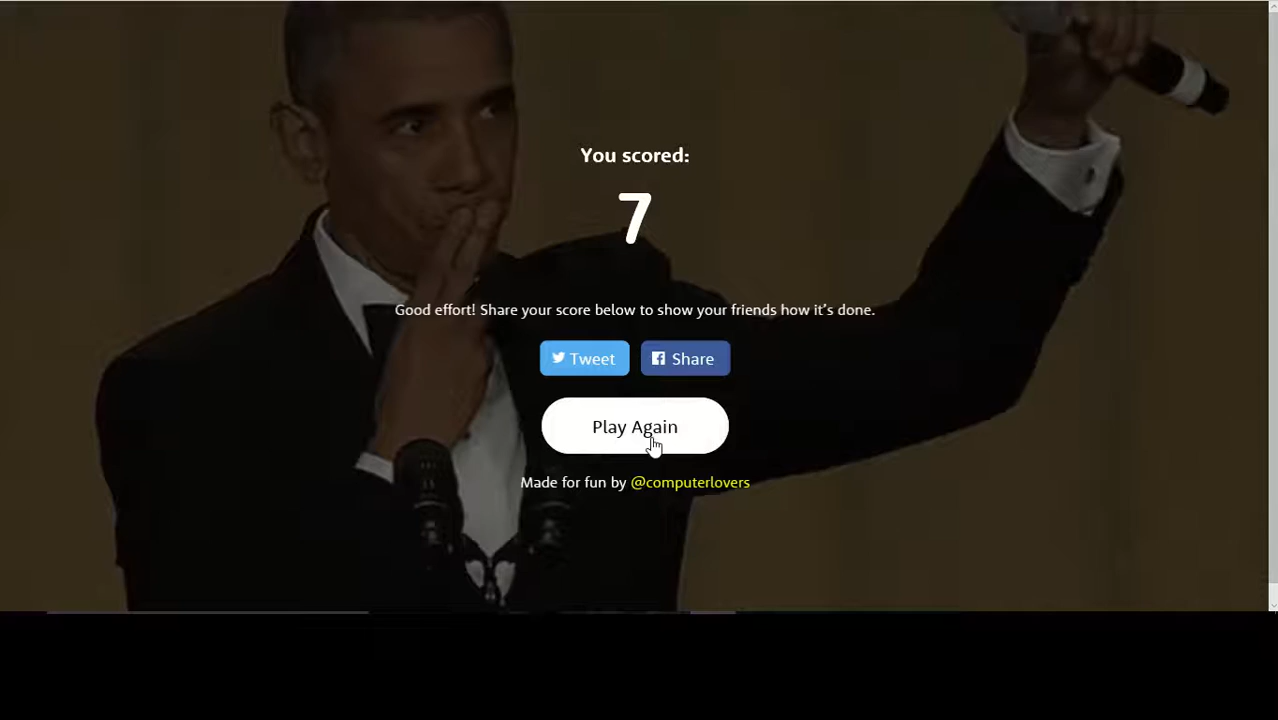 You scored:
7
Good effort! Share your score below to show your friends how it's done.
Tweet Share
Play Again
Made for fun by @computerlovers